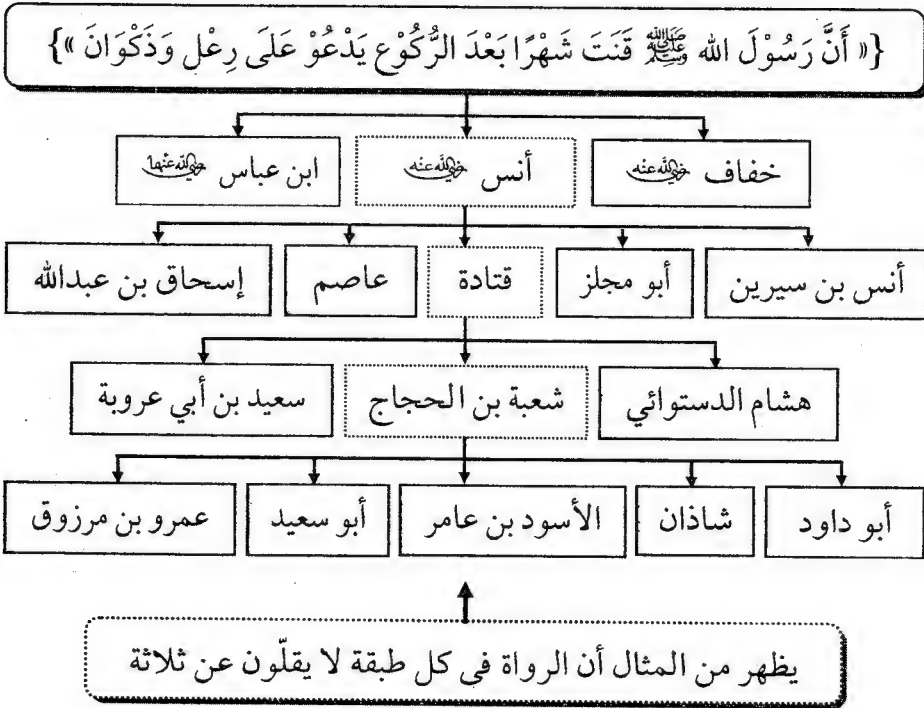 {« أَنَّ رَسُوْلَ الله ﷺ قَنَتَ شَهْرًا بَعْدَ الرُّكُوْعِ يَدْعُوْ عَلَى رِعْلٍ وَذَكْوَانَ »}
خفاف رضي الله عنه أنس رضي الله عنه ابن عباس رضي الله عنهما
أنس بن سيرين أبو مجلز قتادة عاصم إسحاق بن عبدالله
هشام الدستوائي شعبة بن الحجاج سعيد بن أبي عروبة
أبو داود شاذان الأسود بن عامر أبو سعيد عمرو بن مرزوق
يظهر من المثال أن الرواة في كل طبقة لا يقلّون عن ثلاثة